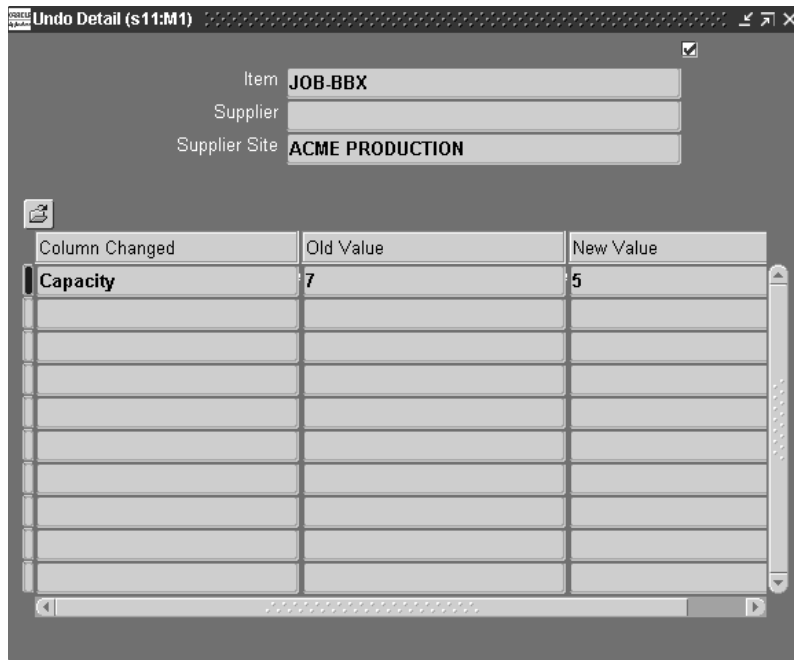 Undo Detail (s11:M1)
Item JOB-BBX
Supplier
Supplier Site ACME PRODUCTION
Column Changed Old Value New Value
Capacity 7 5